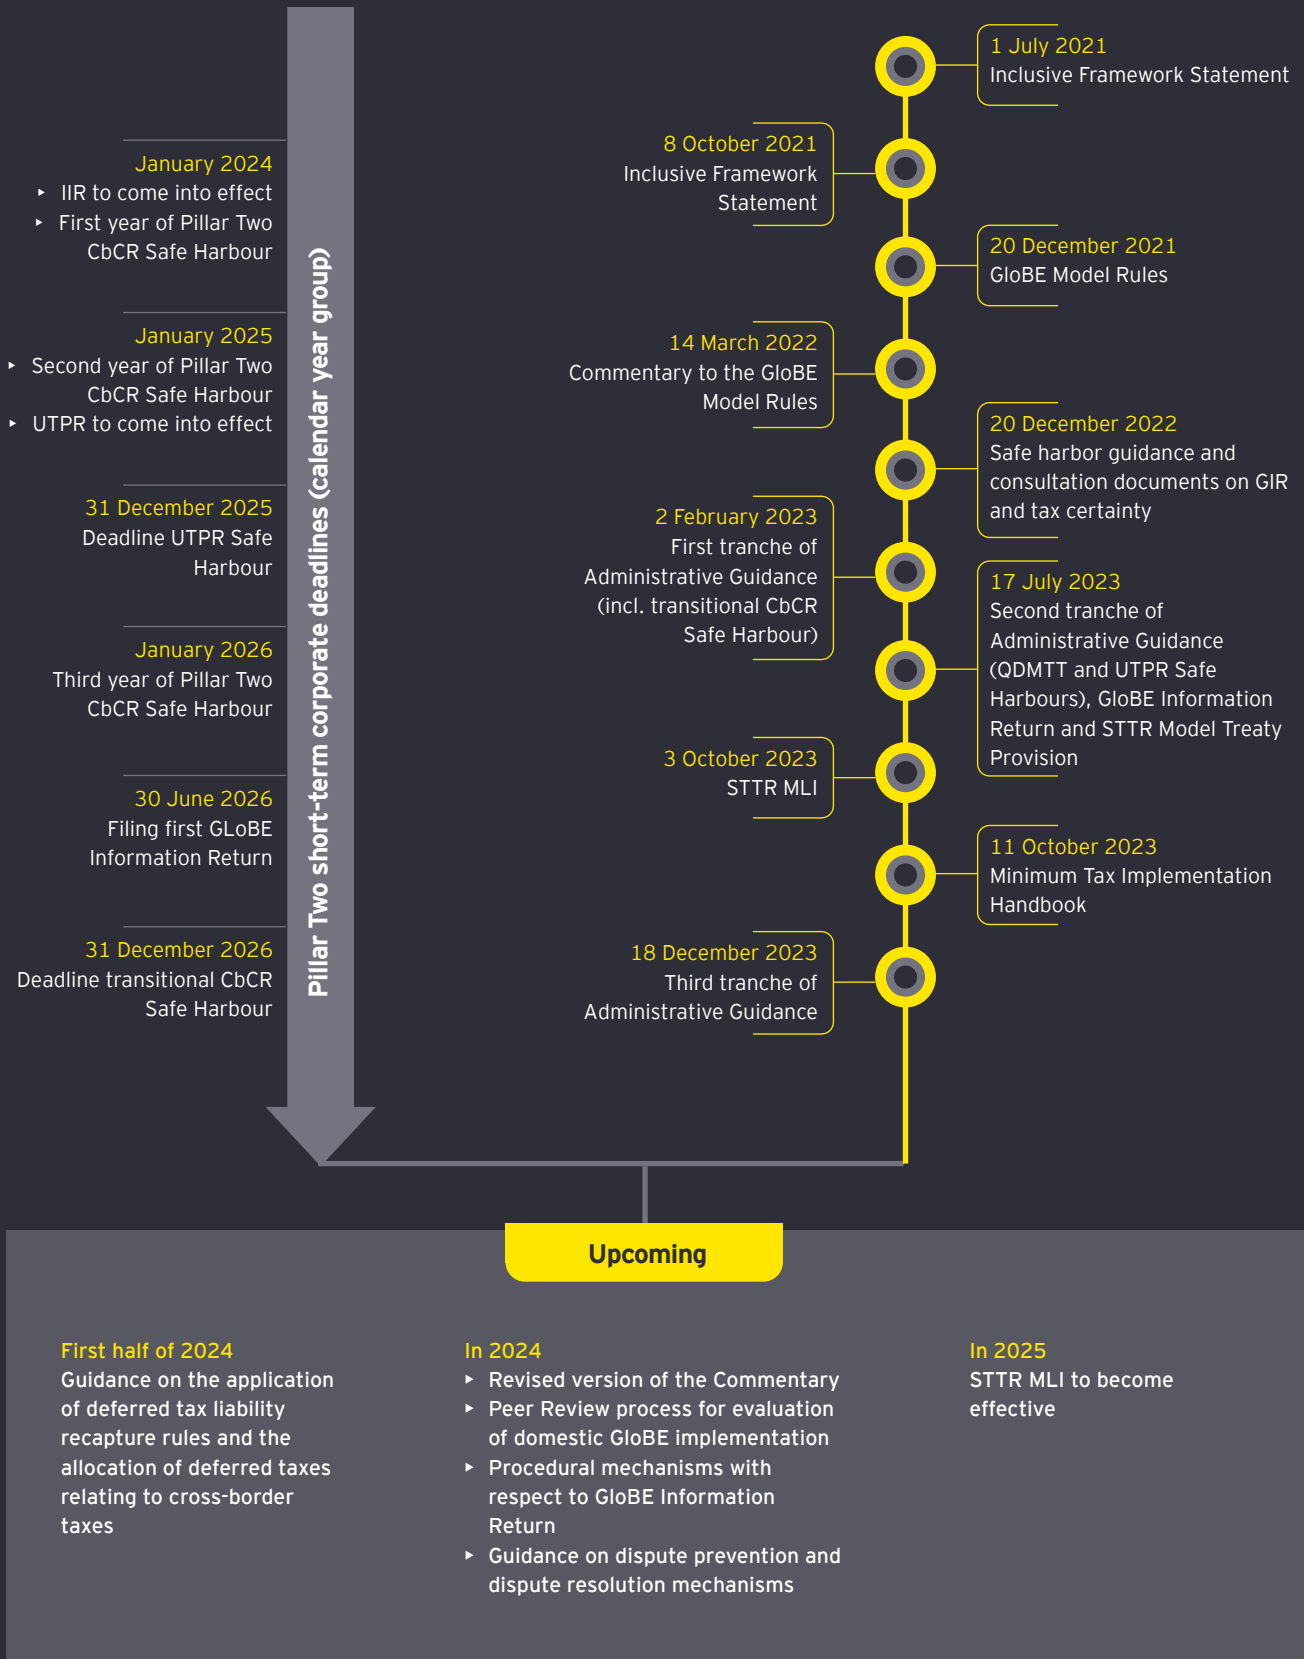 January 2024
▸ IIR to come into effect
▸ First year of Pillar Two
CbCR Safe Harbour
January 2025
▸ Second year of Pillar Two
CbCR Safe Harbour
▸ UTPR to come into effect
31 December 2025
Deadline UTPR Safe
Harbour
January 2026
Third year of Pillar Two
CbCR Safe Harbour
30 June 2026
Filing first GLoBE
Information Return
31 December 2026
Deadline transitional CbCR
Safe Harbour
Pillar Two short-term corporate deadlines (calendar year group)
1 July 2021
Inclusive Framework Statement
8 October 2021
Inclusive Framework
Statement
20 December 2021
GloBE Model Rules
14 March 2022
Commentary to the GloBE
Model Rules
20 December 2022
Safe harbor guidance and
consultation documents on GIR
and tax certainty
2 February 2023
First tranche of
Administrative Guidance
(incl. transitional CbCR
Safe Harbour)
17 July 2023
Second tranche of
Administrative Guidance
(QDMTT and UTPR Safe
Harbours), GloBE Information
Return and STTR Model Treaty
Provision
3 October 2023
STTR MLI
11 October 2023
Minimum Tax Implementation
Handbook
18 December 2023
Third tranche of
Administrative Guidance
Upcoming
First half of 2024
Guidance on the application
of deferred tax liability
recapture rules and the
allocation of deferred taxes
relating to cross-border
taxes
In 2024
▸ Revised version of the Commentary
▸ Peer Review process for evaluation
of domestic GloBE implementation
▸ Procedural mechanisms with
respect to GloBE Information
Return
▸ Guidance on dispute prevention and
dispute resolution mechanisms
In 2025
STTR MLI to become
effective